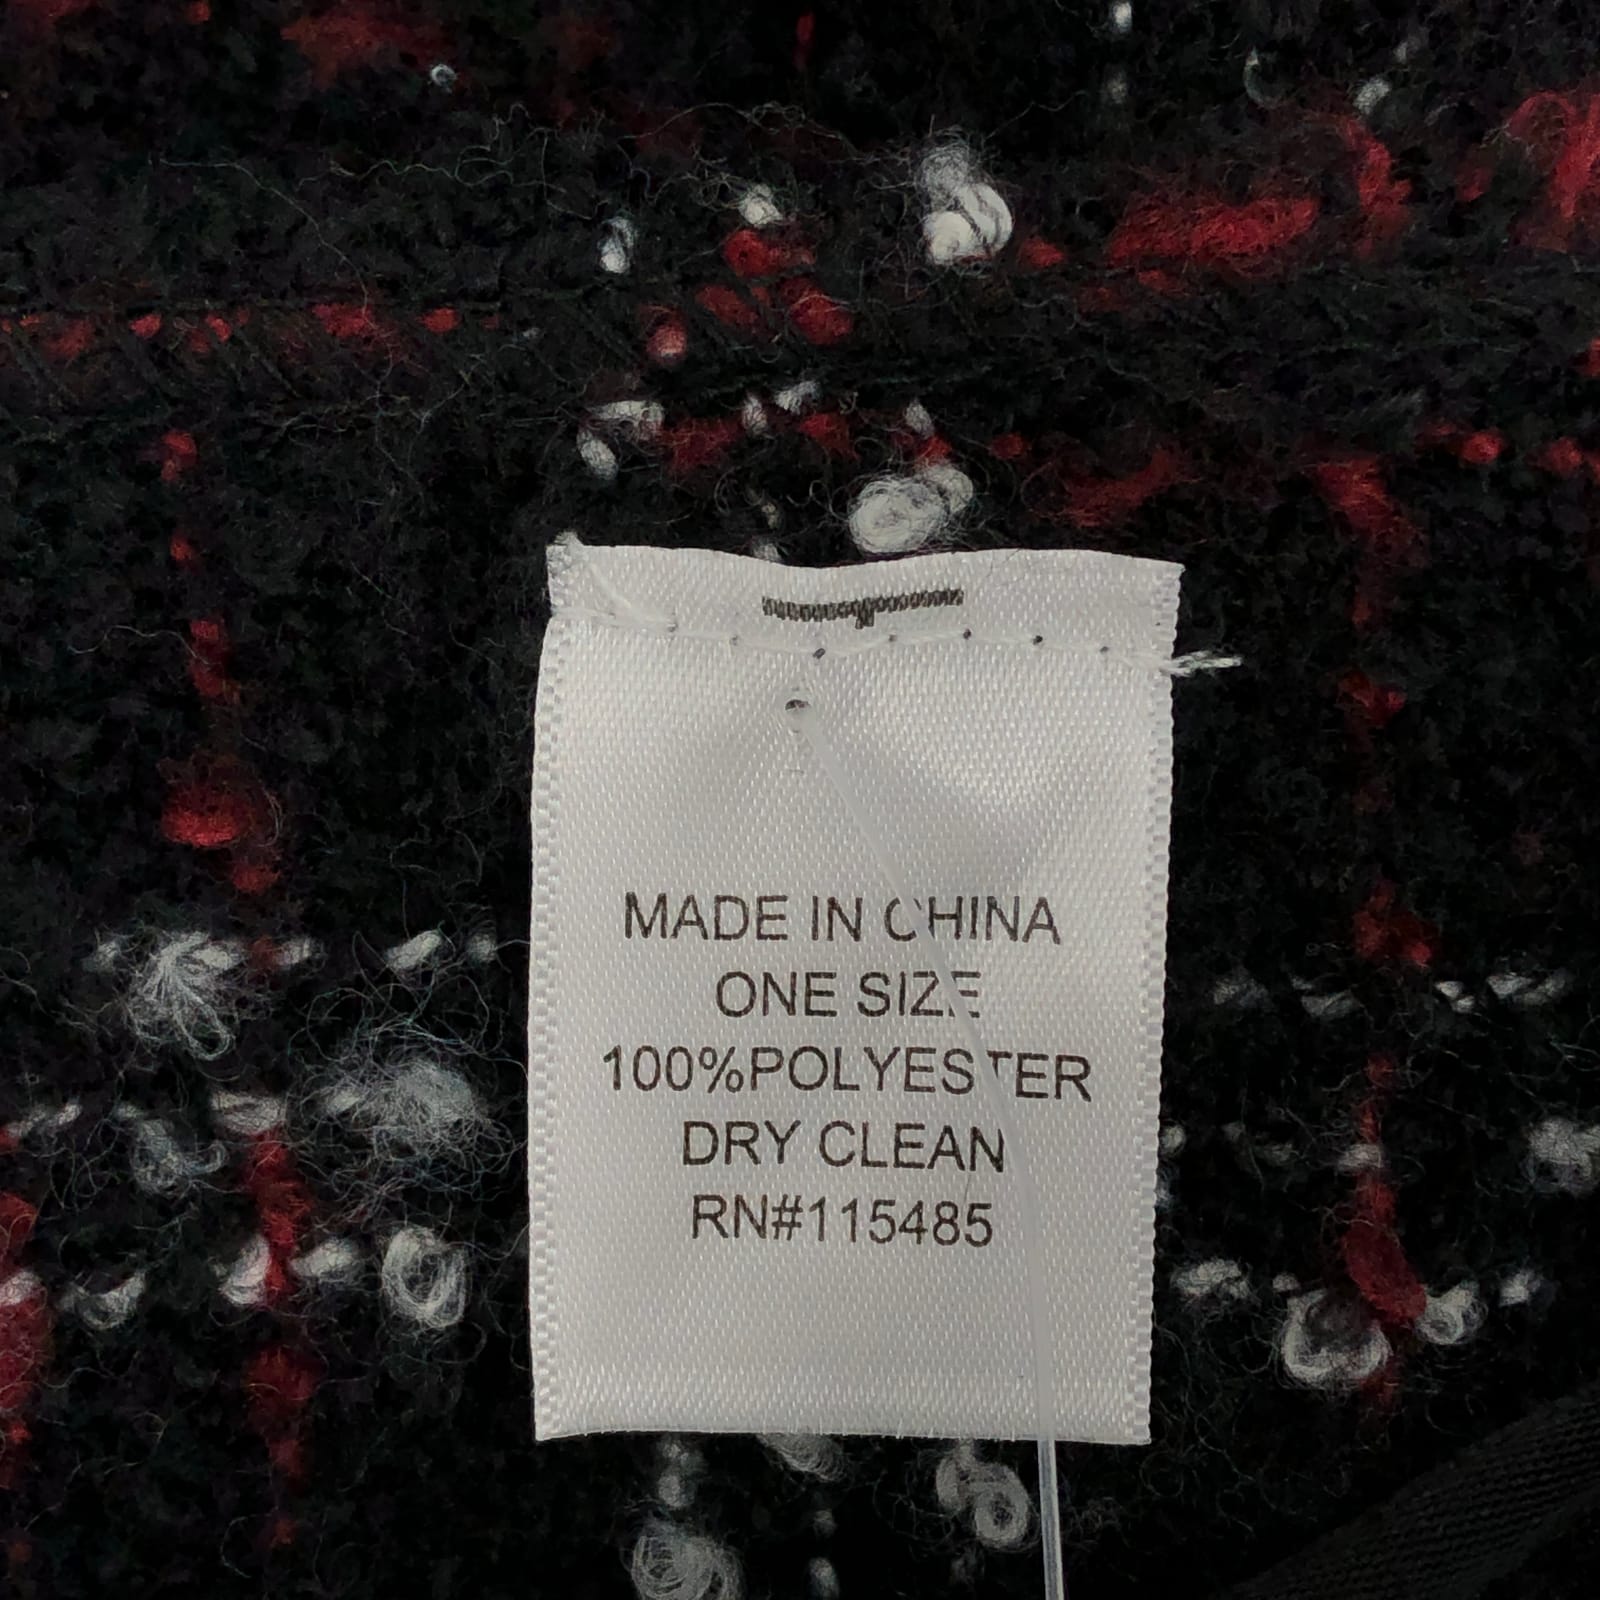 MADE IN CHINA
ONE SIZE
100%POLYESTER
DRY CLEAN
RN#115485